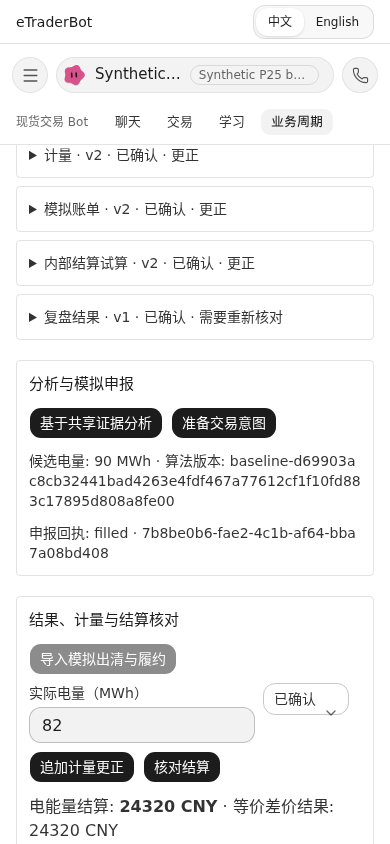 eTraderBot
中文 English
Synthetic... Synthetic P25 b...
现货交易 Bot 聊天 交易 学习 业务周期
计量 · v2 · 已确认 · 更正
模拟账单 · v2 · 已确认 · 更正
内部结算试算 · v2 · 已确认 · 更正
复盘结果 · v1 · 已确认 · 需要重新核对
分析与模拟申报
基于共享证据分析 准备交易意图
候选电量: 90 MWh · 算法版本: baseline-d69903a
c8cb32441bad4263e4fdf467a77612cf1f10fd88
3c17895d808a8fe00
申报回执: filled · 7b8be0b6-fae2-4c1b-af64-bba
7a08bd408
结果、计量与结算核对
导入模拟出清与履约
实际电量（MWh） 已确认
82
追加计量更正 核对结算
电能量结算: 24320 CNY · 等价差价结果:
24320 CNY